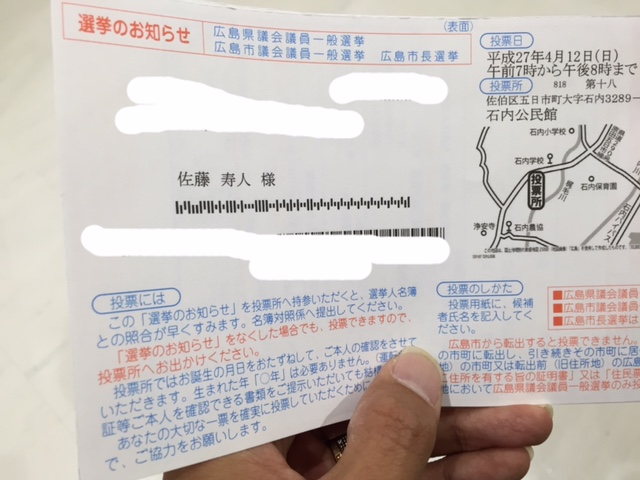 選挙のお知らせ
広島県議会議員一般選挙
広島市議会議員一般選挙　広島市長選挙
(表面)
投票日
平成27年4月12日(日)
午前7時から午後8時まで
投票所 818 第十八
佐伯区五日市町大字石内3289−
石内公民館
石内小学校
石内学校
投票所
石内保育園
浄安寺
石内農協
佐藤 寿人 様
投票には
この「選挙のお知らせ」を投票所へ持参いただくと、選挙人名簿
との照合が早くすみます。名簿対照係へ提出してください。
「選挙のお知らせ」をなくした場合でも、投票できますので、
投票所へお出かけください。
投票所ではお誕生の月日をおたずねして、ご本人の確認をさせて
いただきます。生まれた年「〇年」は必要ありません。
証等ご本人を確認できる書類をご提示いただいても結構
あなたの大切な一票を確実に投票していただくために
で、ご協力をお願いします。
投票のしかた
投票用紙に、候補
者氏名を記入してく
ださい。
■広島県議会議
■広島市議会議
■広島市長選挙は
広島市から転出すると投票できません。
の市町に転出し、引き続きその市町に居
の市町又は転出前（旧住所地）の広島
住所を有する旨の証明書」又は「住民
において広島県議会議員一般選挙のみ